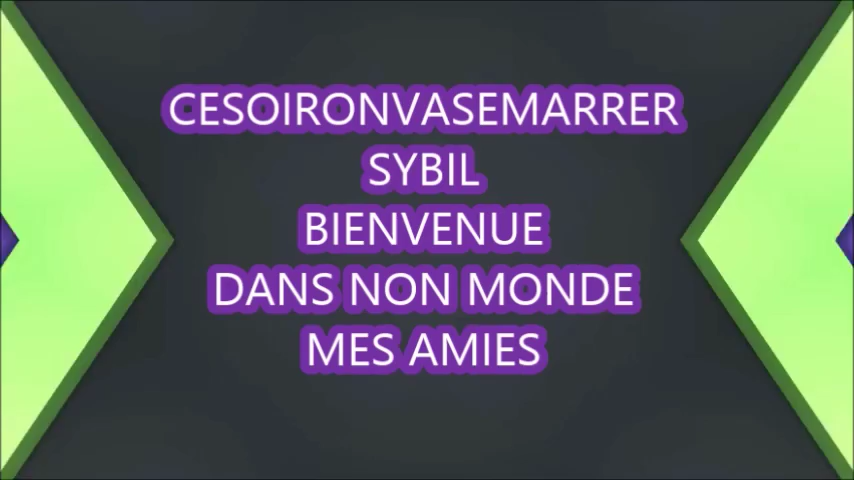 CESOIRONVASEMARRER
SYBIL
BIENVENUE
DANS NON MONDE
MES AMIES